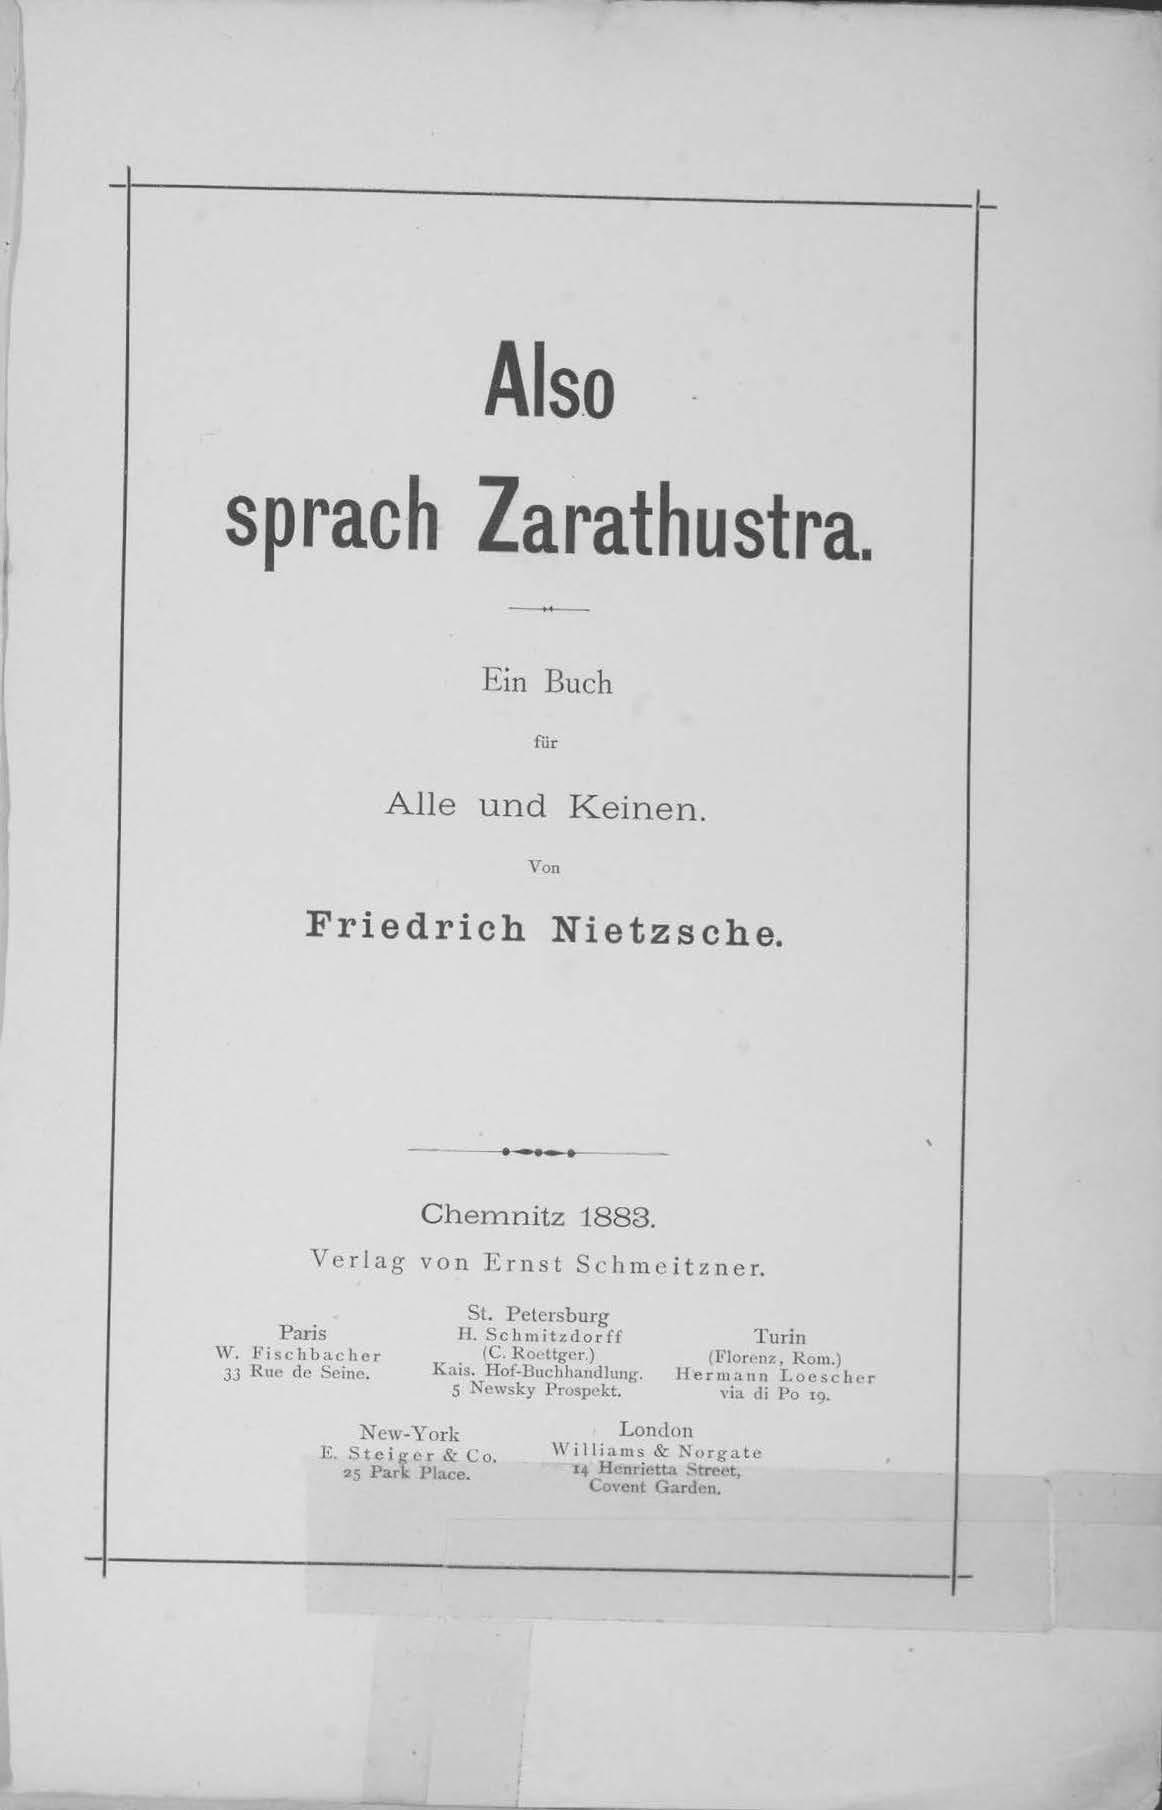 Also
sprach Zarathustra.
Ein Buch
für
Alle und Keinen.
Von
Friedrich Nietzsche.
Chemnitz 1883.
Verlag von Ernst Schmeitzner.
Paris
W. Fischbacher
33 Rue de Seine.
St. Petersburg
H. Schmitzdorff
(C. Roettger.)
Kais. Hof-Buchhandlung.
5 Newsky Prospekt.
Turin
(Florenz, Rom.)
Hermann Loescher
via di Po 19.
New-York
E. Steiger & Co.
25 Park Place.
London
Williams & Norgate
14 Henrietta Street,
Covent Garden.